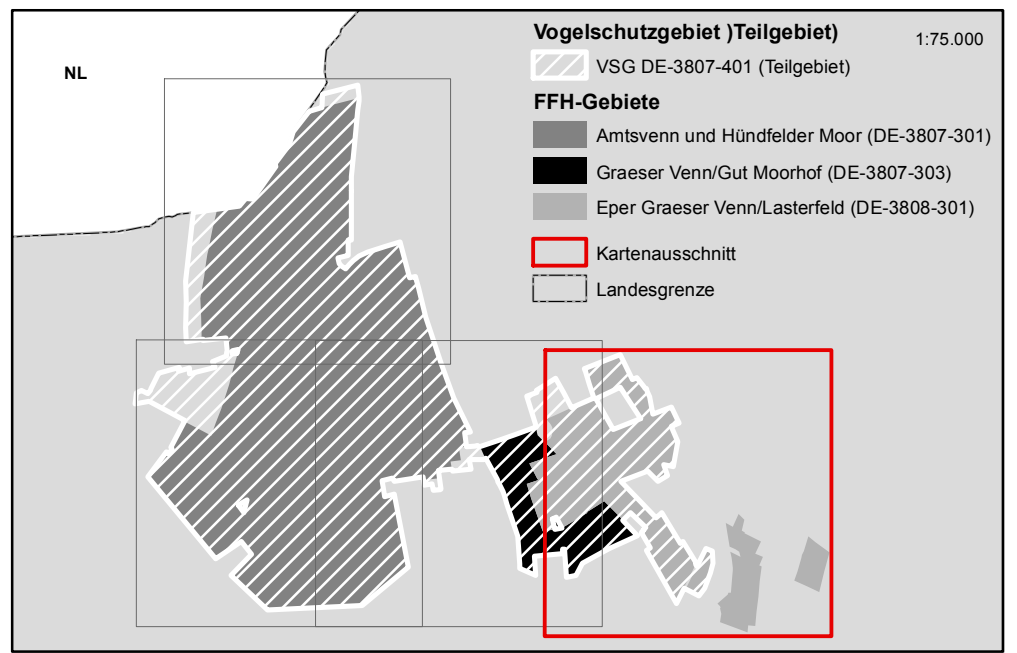 NL
Vogelschutzgebiet )Teilgebiet)
1:75.000
VSG DE-3807-401 (Teilgebiet)
FFH-Gebiete
Amtsvenn und Hündfelder Moor (DE-3807-301)
Graeser Venn/Gut Moorhof (DE-3807-303)
Eper Graeser Venn/Lasterfeld (DE-3808-301)
Kartenausschnitt
Landesgrenze